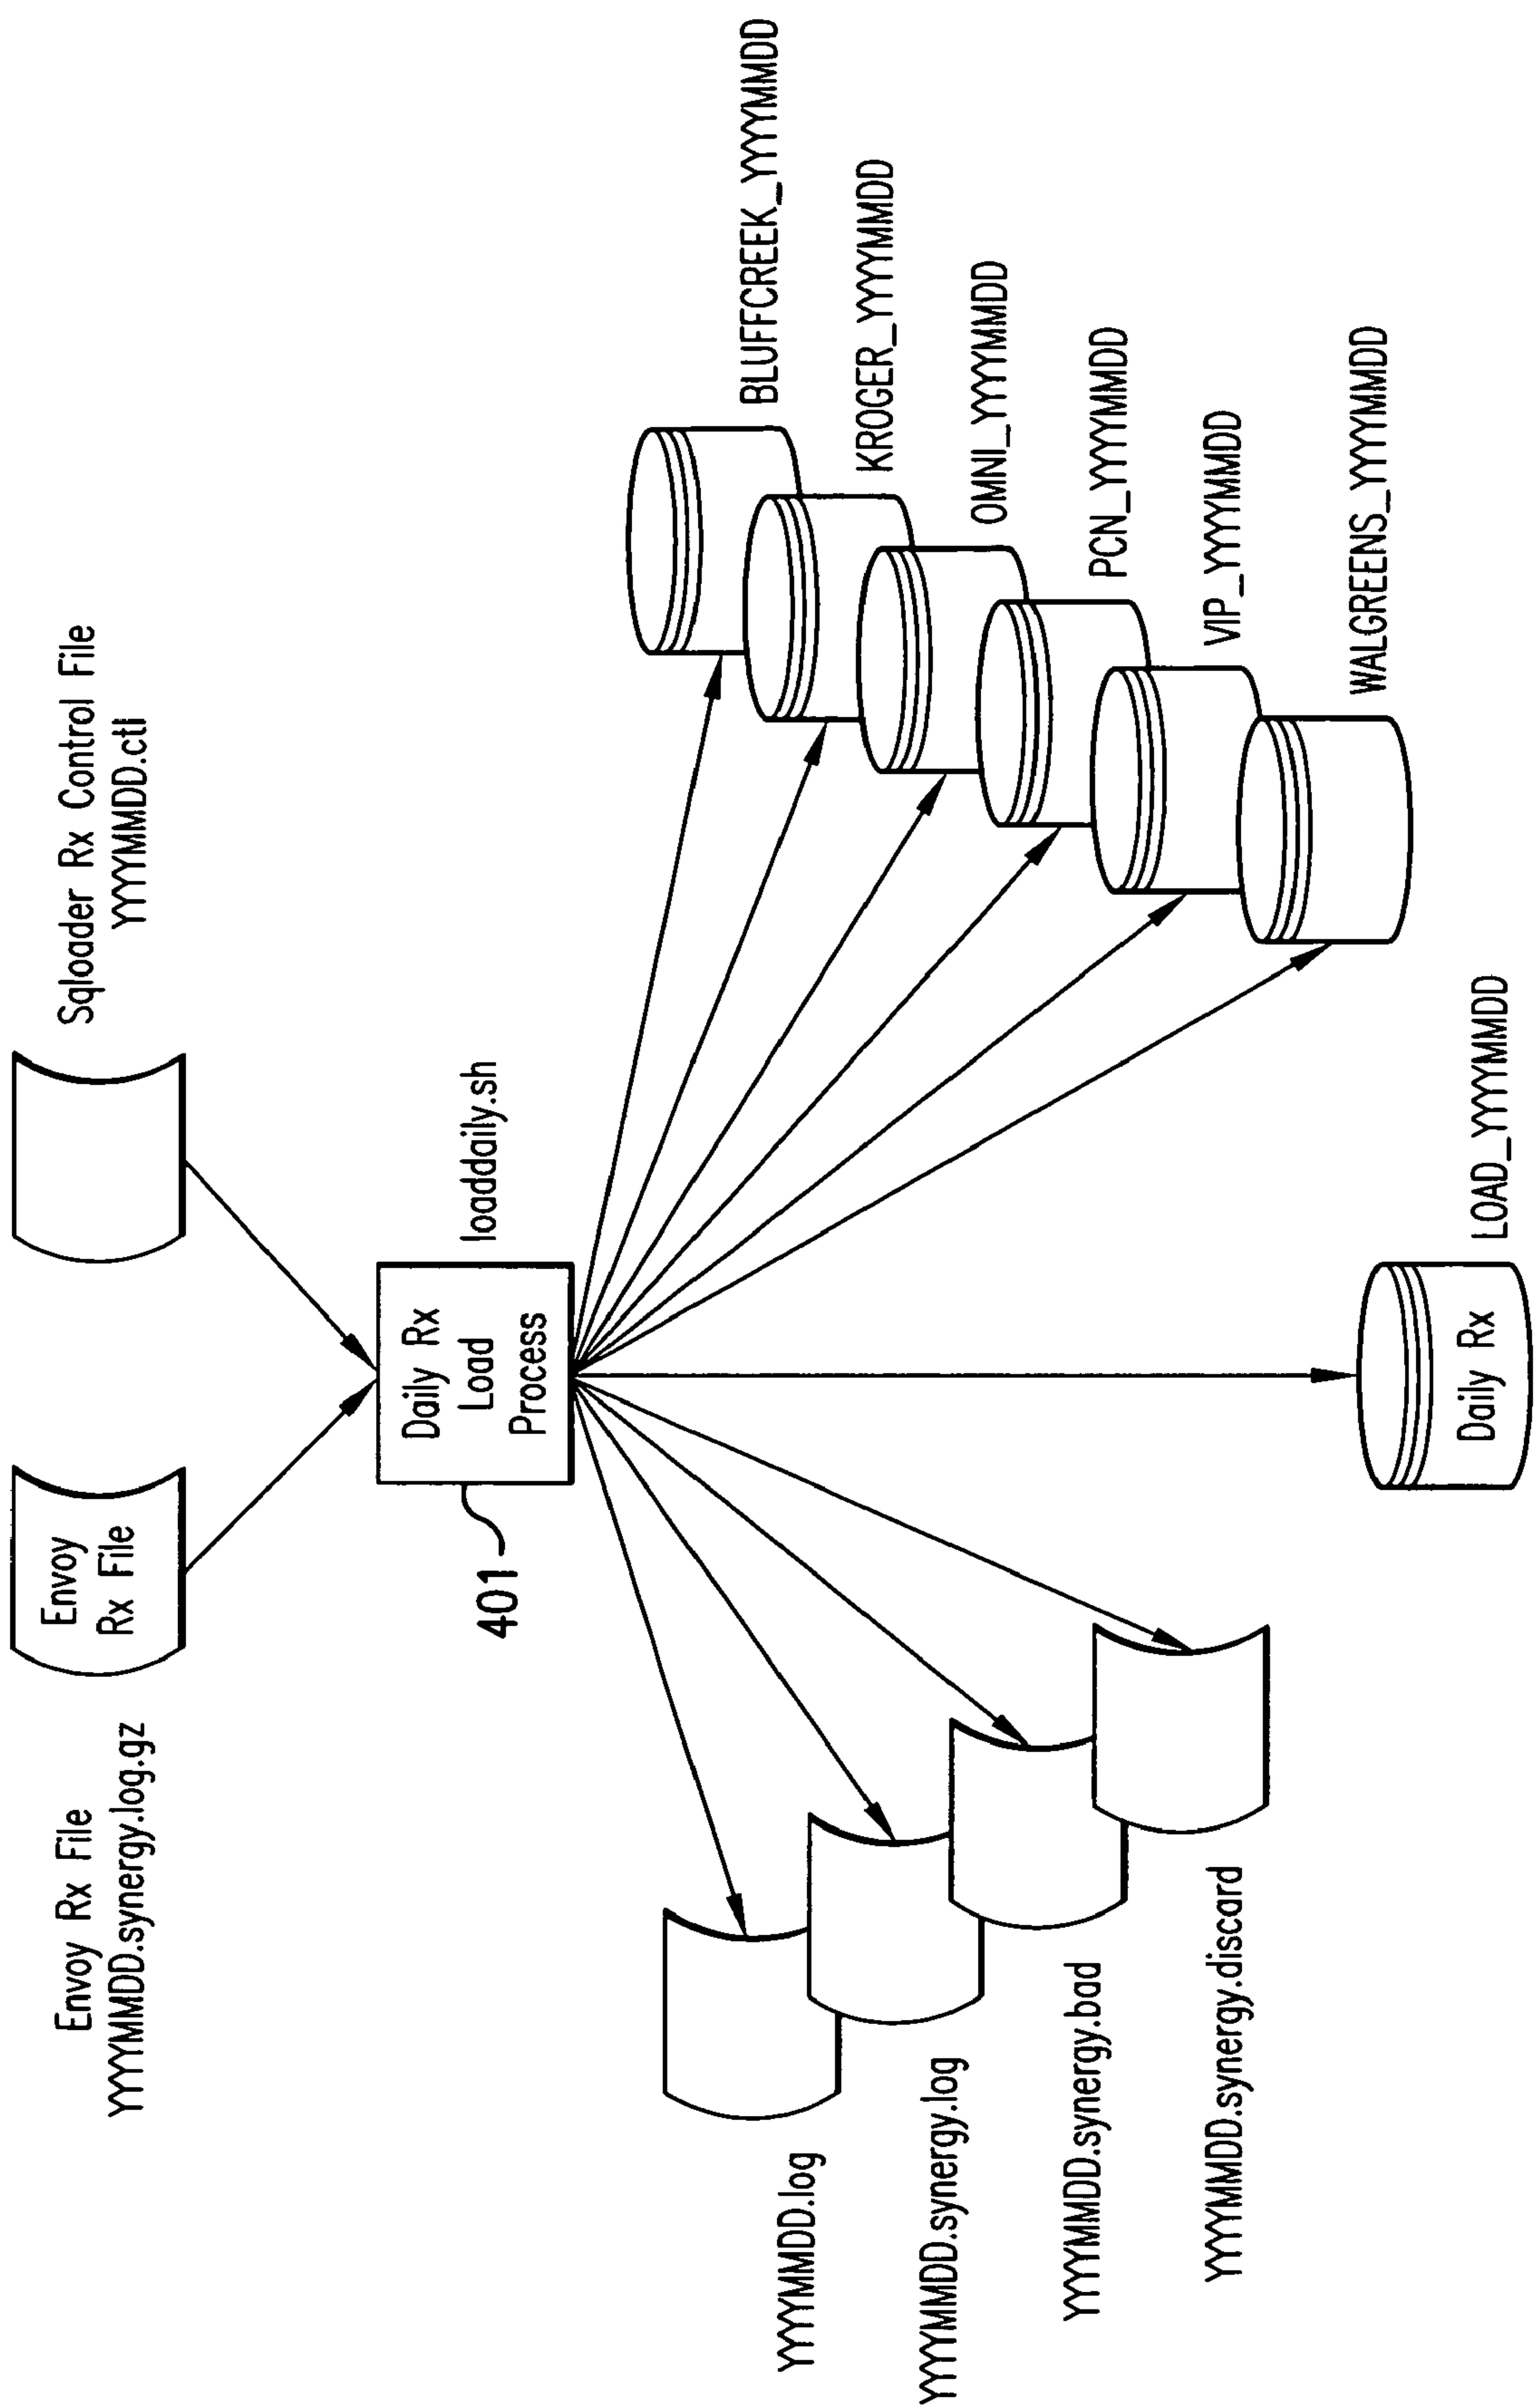 Envoy Rx File
YYYYMMDD.synergy.log.gz
Envoy
Rx File
Sqloader Rx Control File
YYYYMMDD.ctl
Daily Rx
Load
Process
loaddaily.sh
401
YYYYMMDD.log
YYYYMMDD.synergy.log
YYYYMMDD.synergy.bad
YYYYMMDD.synergy.discard
BLUFFCREEK_YYYYMMDD
KROGER_YYYYMMDD
OMNI_YYYYMMDD
PCN_YYYYMMDD
VIP_YYYYMMDD
WALGREENS_YYYYMMDD
Daily Rx
LOAD_YYYYMMDD